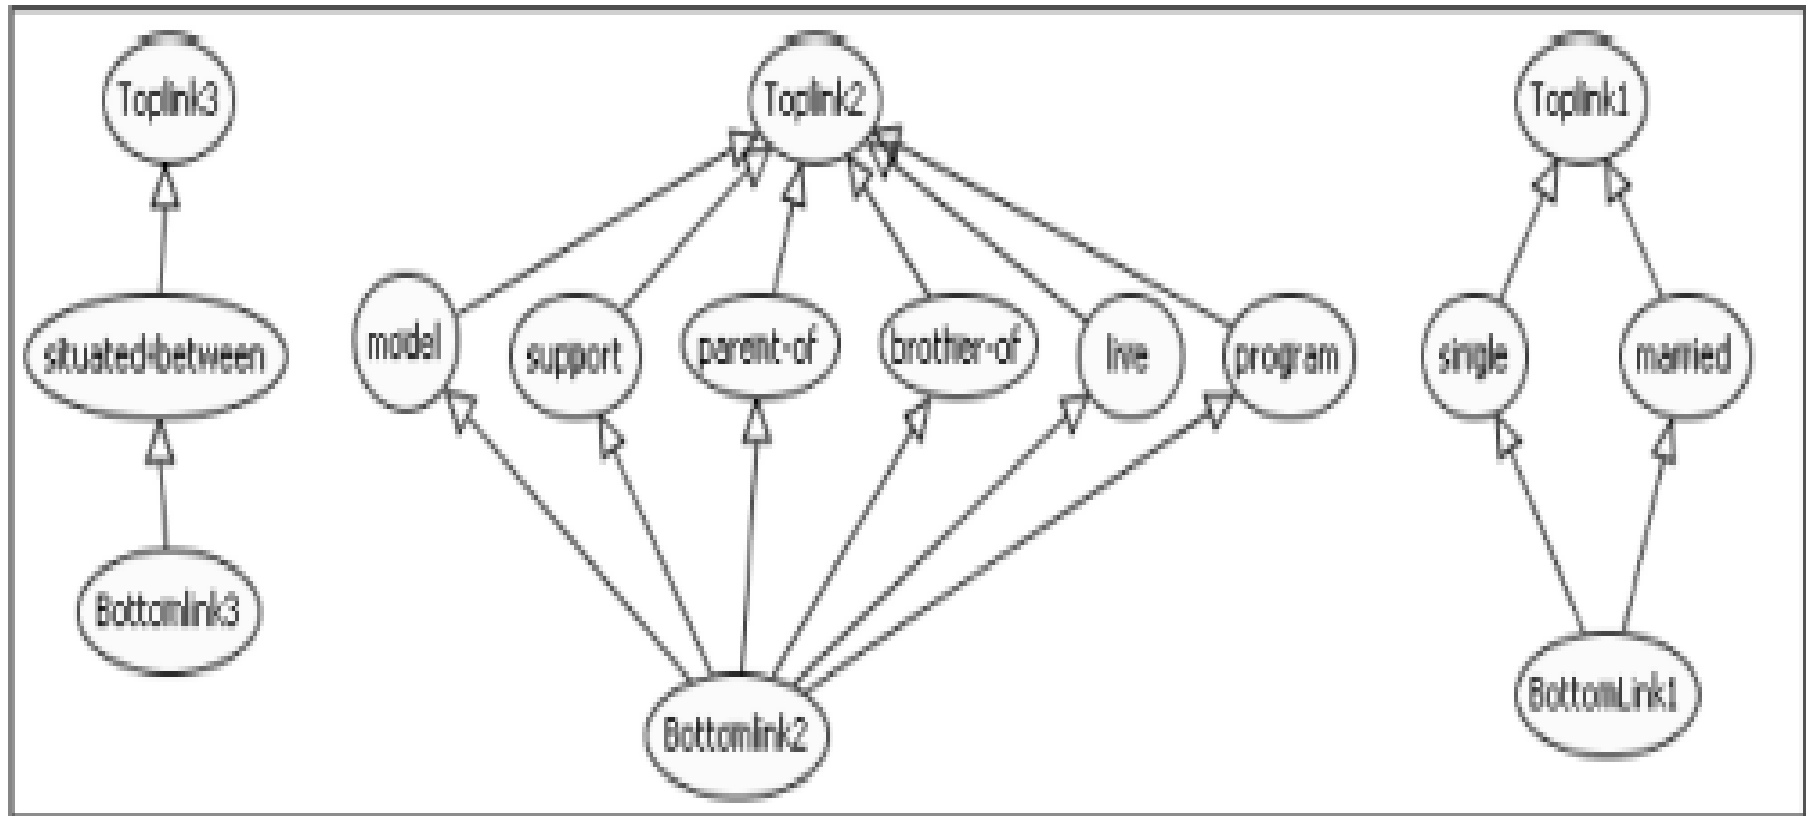 Toplink3
Toplink2
Toplink1
situated-between
model
support
parent-of
brother-of
live
program
single
married
Bottomlink3
Bottomlink2
BottomLink1